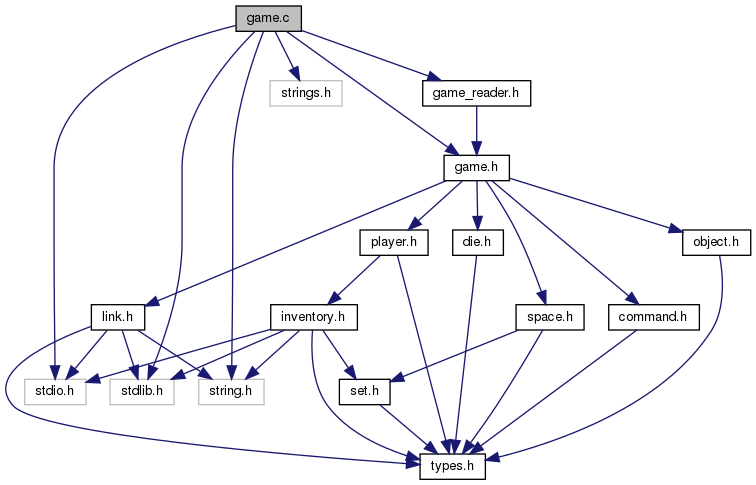 game.c
strings.h
game_reader.h
game.h
player.h
die.h
object.h
link.h
inventory.h
space.h
command.h
stdio.h
stdlib.h
string.h
set.h
types.h